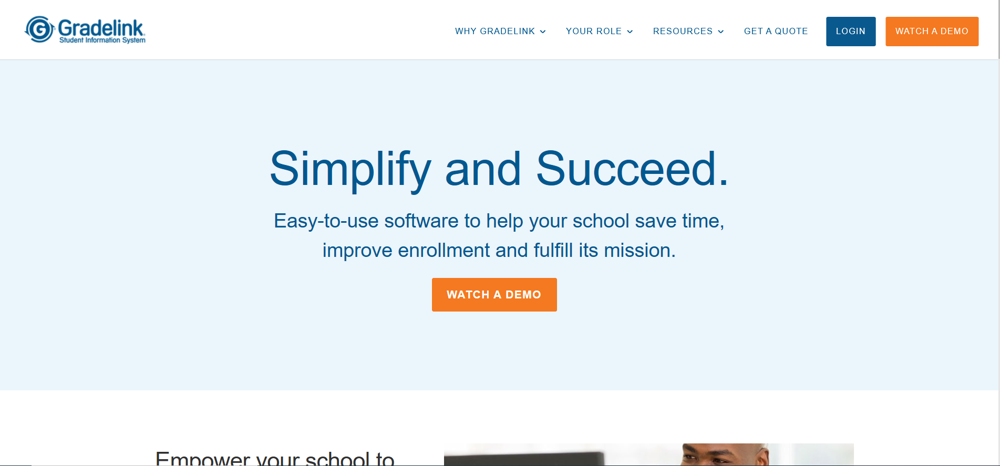 Gradelink
Student Information System
WHY GRADELINK
YOUR ROLE
RESOURCES
GET A QUOTE
LOGIN
WATCH A DEMO
Simplify and Succeed.
Easy-to-use software to help your school save time,
improve enrollment and fulfill its mission.
WATCH A DEMO
Empower your school to